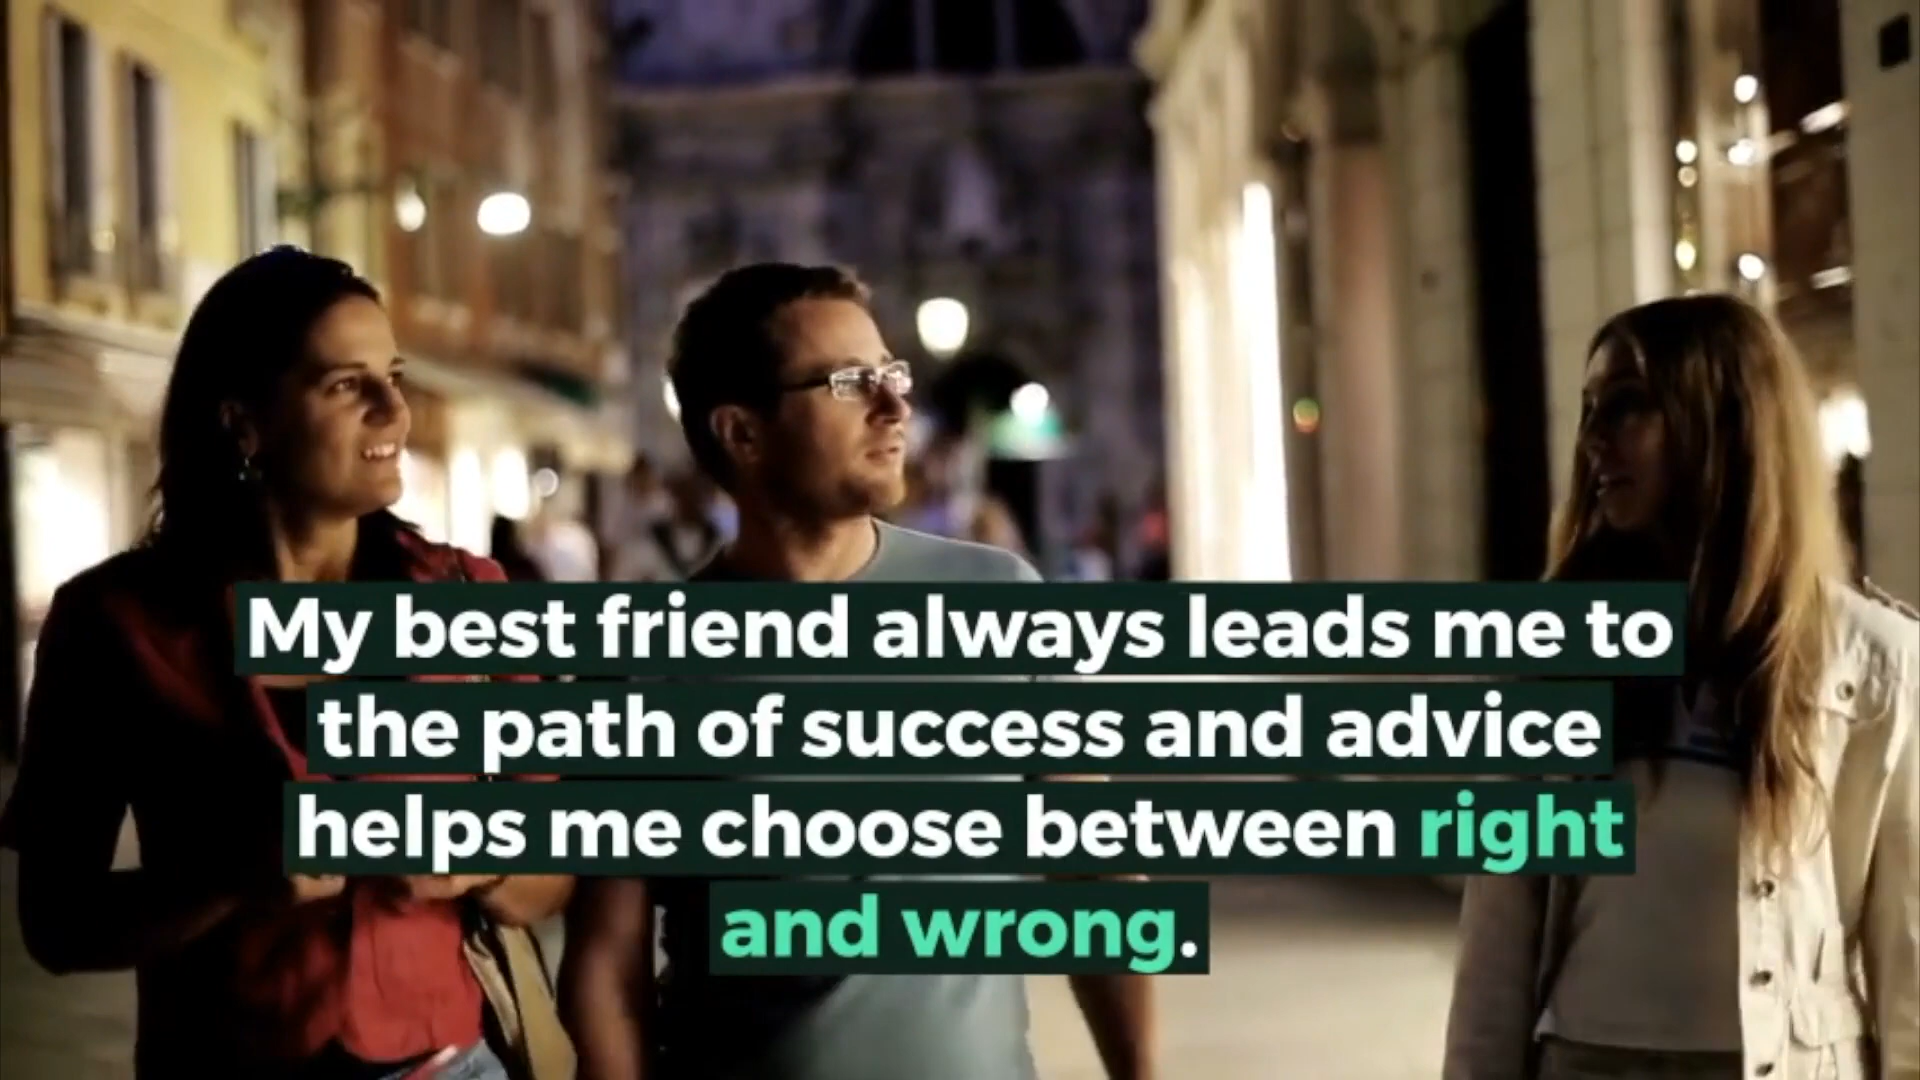 My best friend always leads me to
the path of success and advice
helps me choose between right
and wrong.